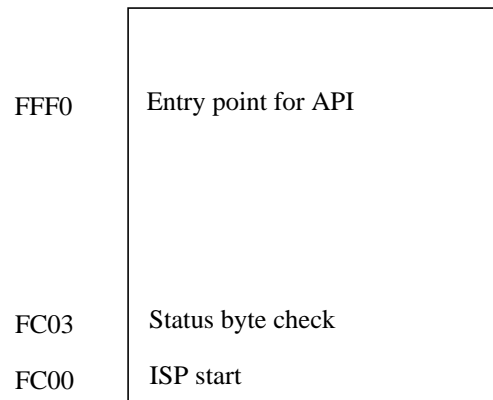 FFF0 Entry point for API
FC03 Status byte check
FC00 ISP start